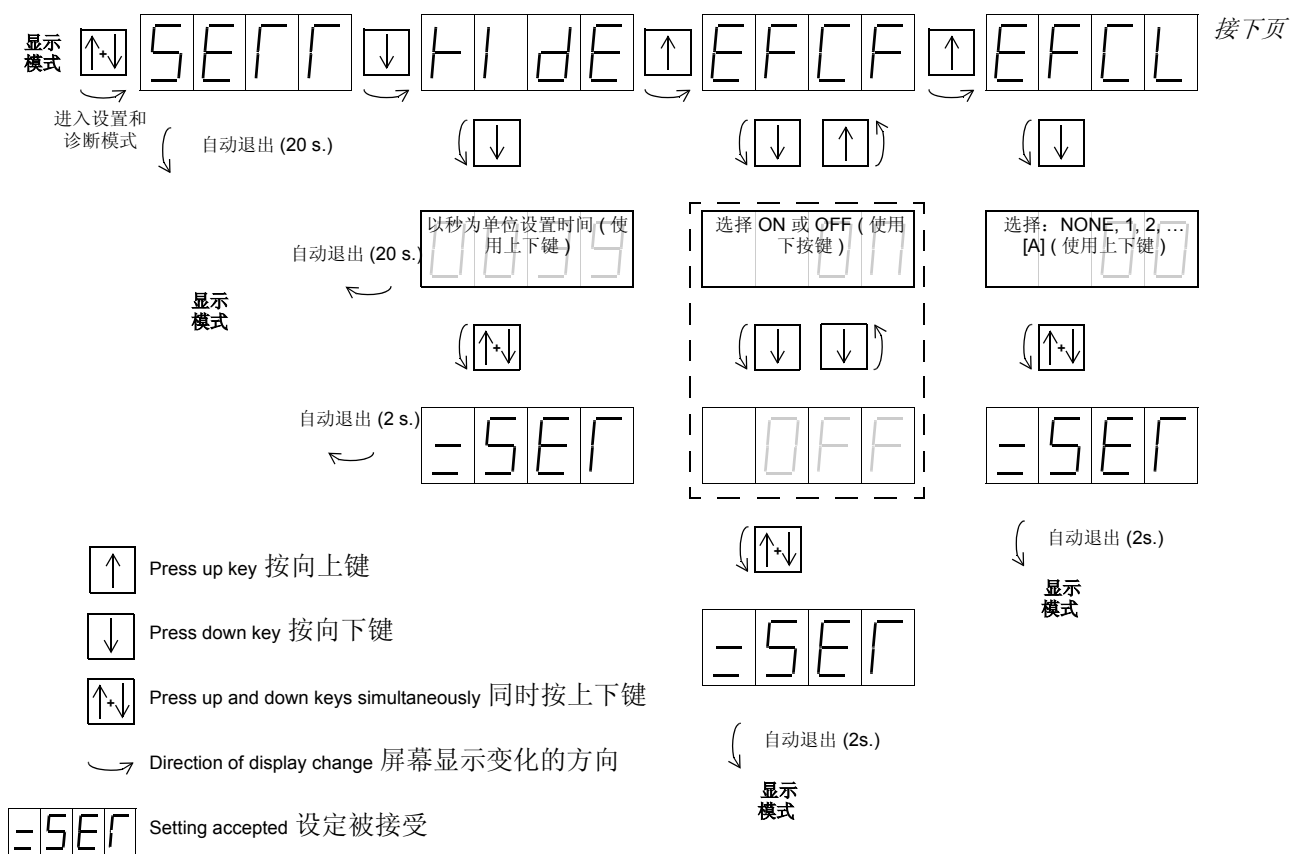 显示
模式
SETT
HIdE
EFCF
EFCL
接下页
进入设置和
诊断模式
自动退出 (20 s.)
自动退出 (20 s.)
以秒为单位设置时间 ( 使
用上下键 )
0039
选择 ON 或 OFF ( 使用
下按键 )
ON
选择：NONE, 1, 2, …
[A] ( 使用上下键 )
00
显示
模式
自动退出 (2 s.)
=SET
OFF
=SET
自动退出 (2s.)
显示
模式
=SET
自动退出 (2s.)
显示
模式
Press up key 按向上键
Press down key 按向下键
Press up and down keys simultaneously 同时按上下键
Direction of display change 屏幕显示变化的方向
=SET Setting accepted 设定被接受